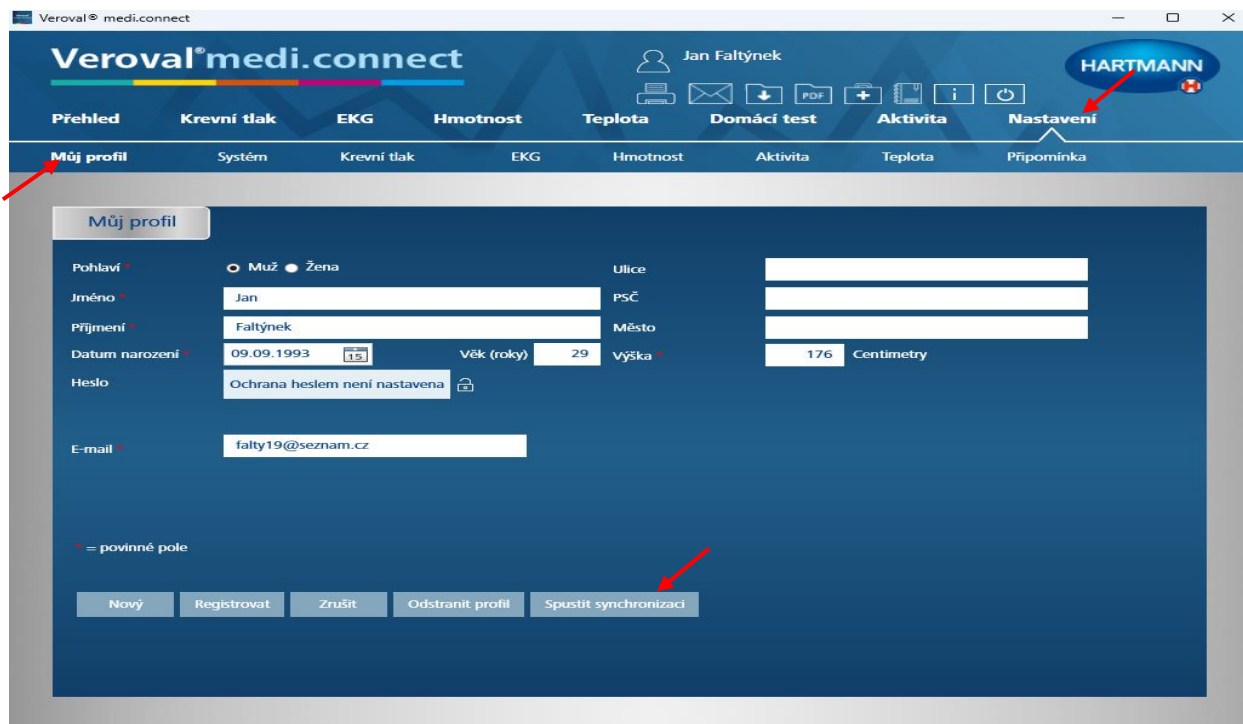 Veroval® medi.connect
Veroval®medi.connect
Jan Faltýnek
HARTMANN
PDF
i
Přehled Krevní tlak EKG Hmotnost Teplota Domácí test Aktivita Nastavení
Můj profil Systém Krevní tlak EKG Hmotnost Aktivita Teplota Připomínka
Můj profil
Pohlaví * Muž Žena Ulice
Jméno * Jan PSČ
Příjmení * Faltýnek Město
Datum narození * 09.09.1993 15 Věk (roky) 29 Výška * 176 Centimetry
Heslo Ochrana heslem není nastavena
E-mail * falty19@seznam.cz
* = povinné pole
Nový Registrovat Zrušit Odstranit profil Spustit synchronizaci